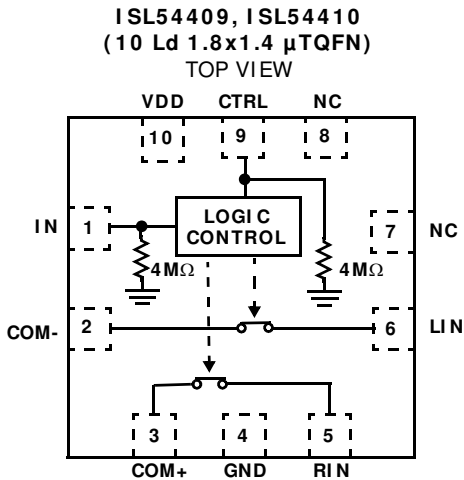 ISL54409, ISL54410
(10 Ld 1.8x1.4 µTQFN)
TOP VIEW
VDD CTRL NC
10 9 8
IN 1
LOGIC
CONTROL
7 NC
4MΩ 4MΩ
COM- 2
6 LIN
3 4 5
COM+ GND RIN